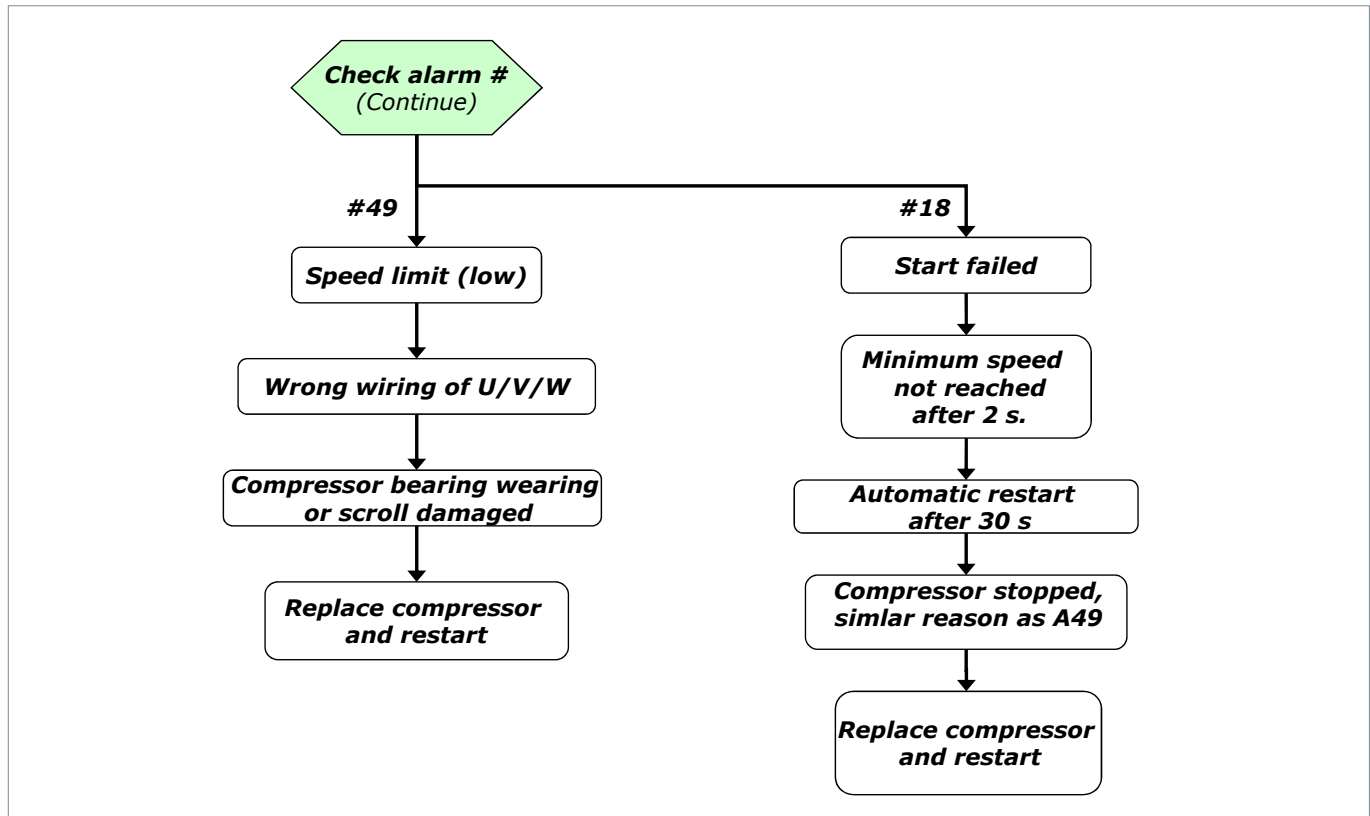 Check alarm #
(Continue)
#49
#18
Speed limit (low)
Wrong wiring of U/V/W
Compressor bearing wearing
or scroll damaged
Replace compressor
and restart
Start failed
Minimum speed
not reached
after 2 s.
Automatic restart
after 30 s
Compressor stopped,
simlar reason as A49
Replace compressor
and restart